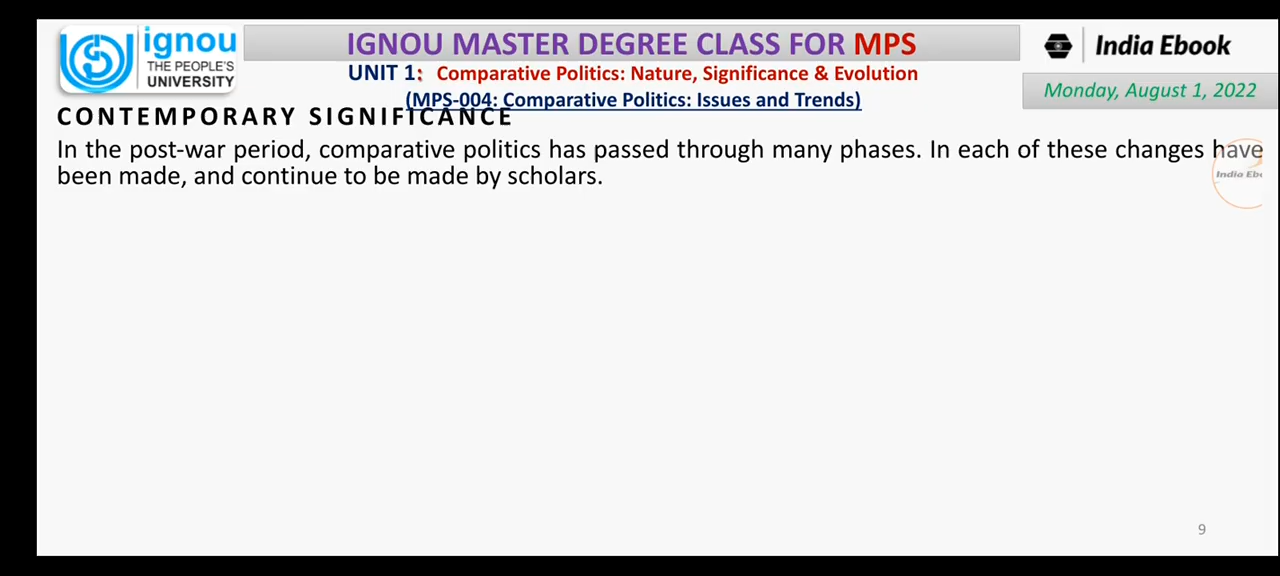 ignou
THE PEOPLE'S
UNIVERSITY
IGNOU MASTER DEGREE CLASS FOR MPS
UNIT 1: Comparative Politics: Nature, Significance & Evolution
(MPS-004: Comparative Politics: Issues and Trends)
India Ebook
Monday, August 1, 2022
CONTEMPORARY SIGNIFICANCE
In the post-war period, comparative politics has passed through many phases. In each of these changes have
been made, and continue to be made by scholars.
India Eb
9